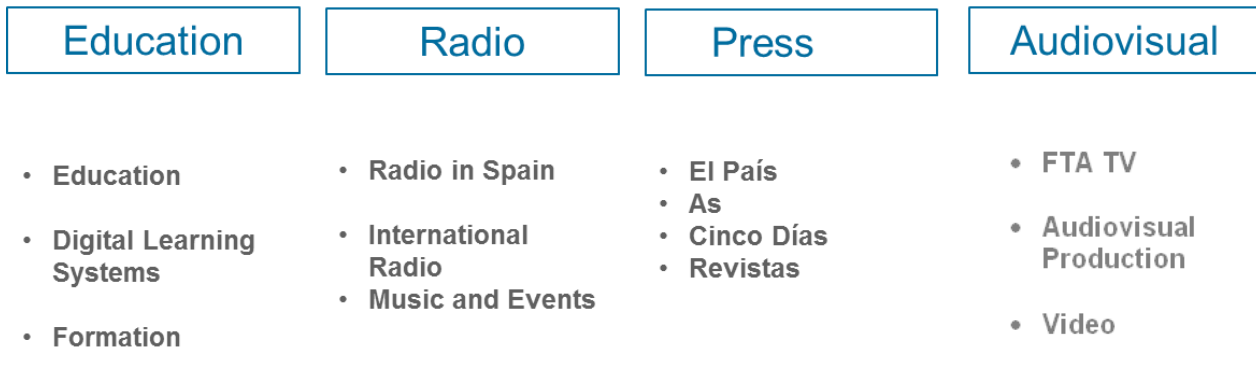 Education
• Education
• Digital Learning
Systems
• Formation
Radio
• Radio in Spain
• International
Radio
• Music and Events
Press
• El País
• As
• Cinco Días
• Revistas
Audiovisual
• FTA TV
• Audiovisual
Production
• Video